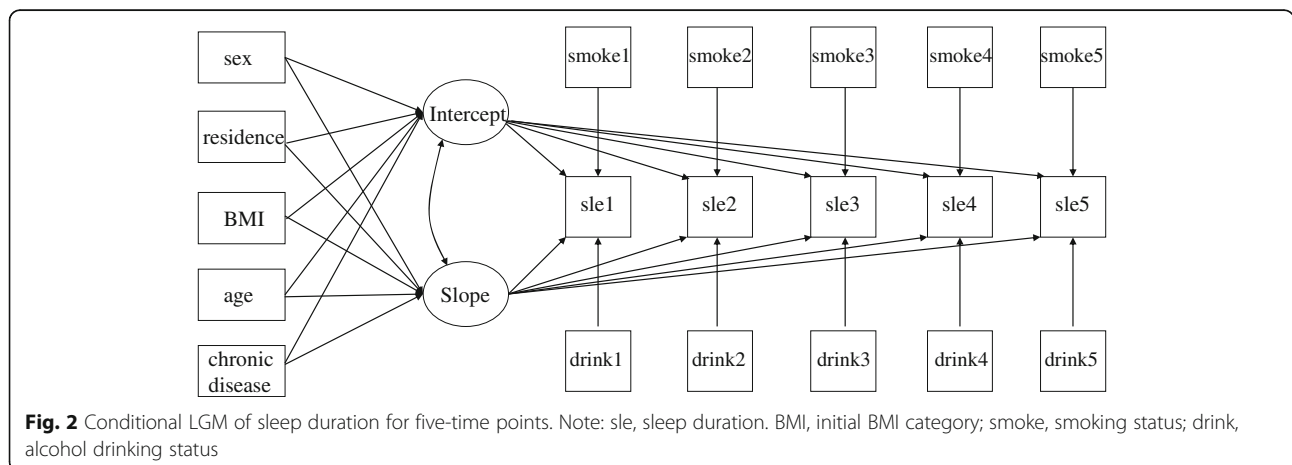 sex
residence
BMI
age
chronic
disease
Intercept
Slope
smoke1 smoke2 smoke3 smoke4 smoke5
sle1 sle2 sle3 sle4 sle5
drink1 drink2 drink3 drink4 drink5
Fig. 2 Conditional LGM of sleep duration for five-time points. Note: sle, sleep duration. BMI, initial BMI category; smoke, smoking status; drink,
alcohol drinking status